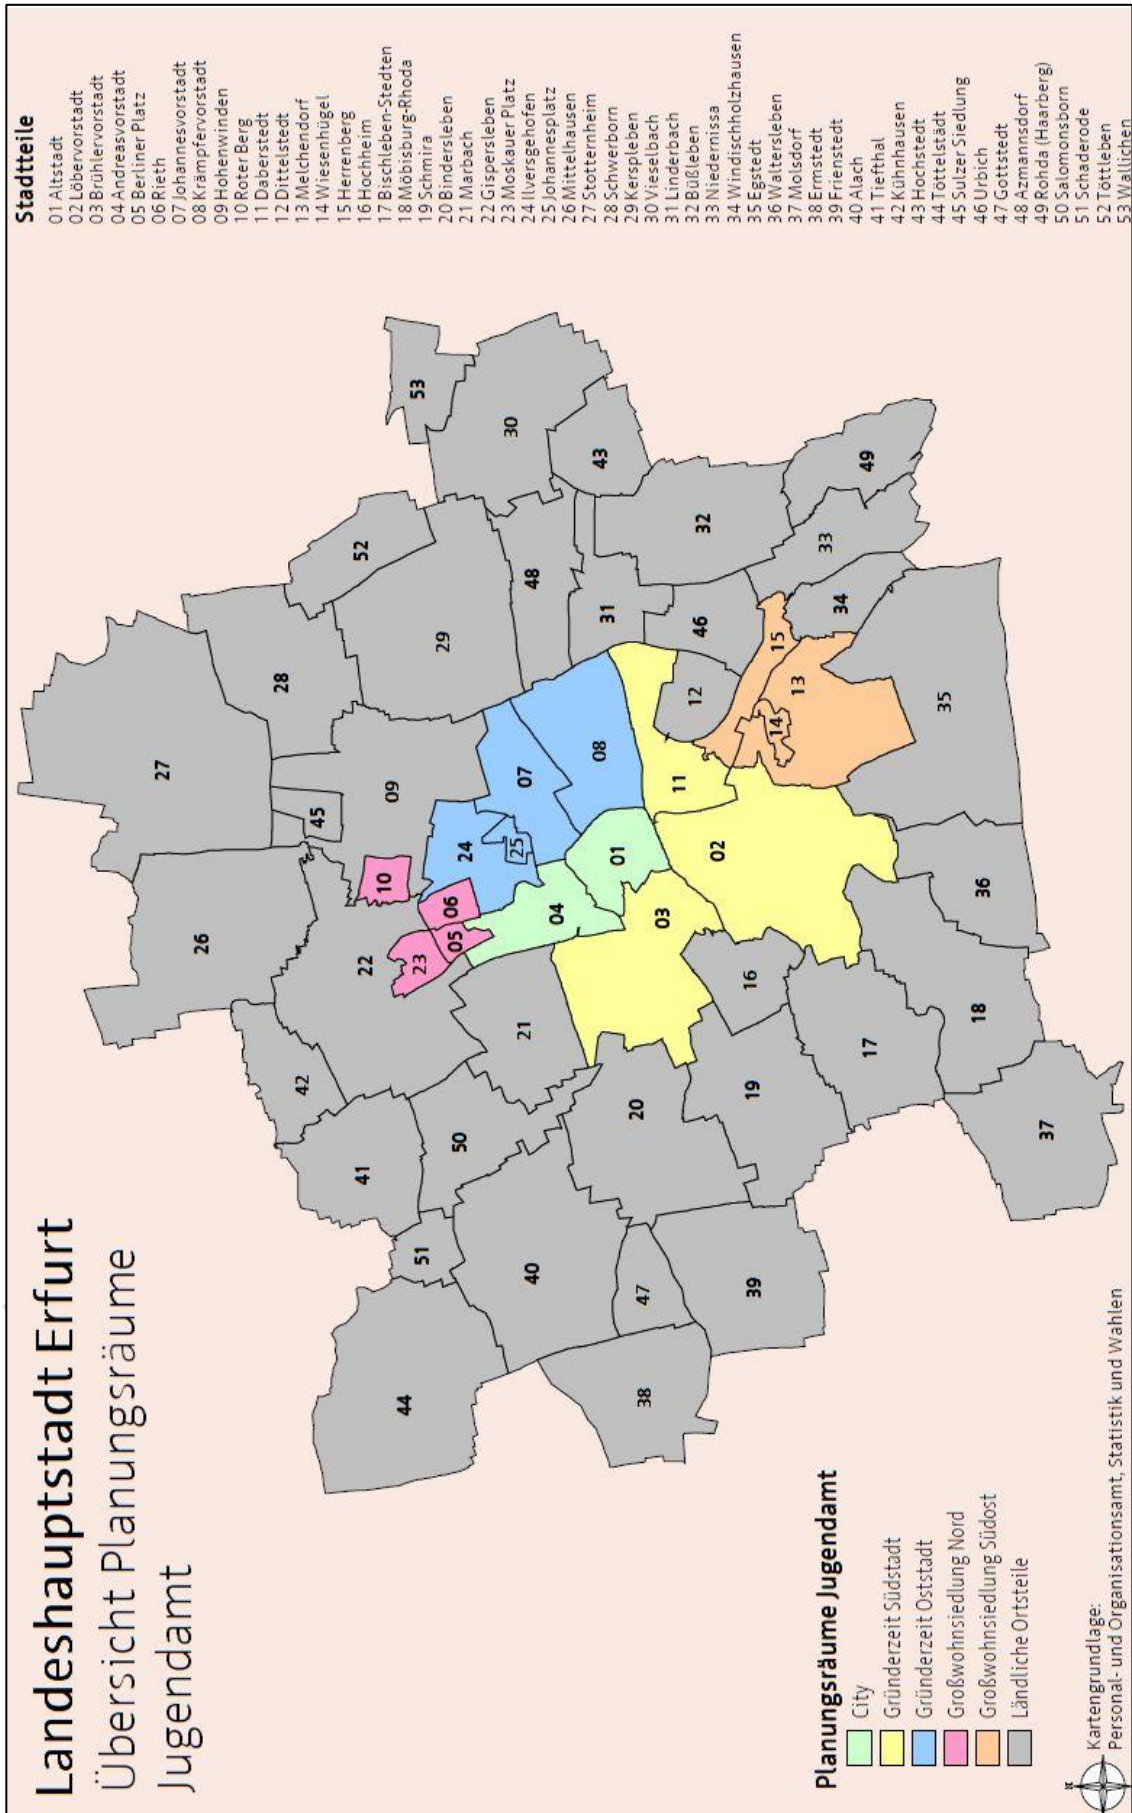 Landeshauptstadt Erfurt
Übersicht Planungsräume
Jugendamt
Stadtteile
01 Altstadt
02 Löbervorstadt
03 Brühlervorstadt
04 Andreasvorstadt
05 Berliner Platz
06 Rieth
07 Johannesvorstadt
08 Krämpfervorstadt
09 Hohenwinden
10 Roter Berg
11 Daberstedt
12 Dittelstedt
13 Melchendorf
14 Wiesenhügel
15 Herrenberg
16 Hochheim
17 Bischleben-Stedten
18 Möbisburg-Rhoda
19 Schmira
20 Bindersleben
21 Marbach
22 Gispersleben
23 Moskauer Platz
24 Ilversgehofen
25 Johannesplatz
26 Mittelhausen
27 Stotternheim
28 Schwerborn
29 Kerspleben
30 Vieselbach
31 Linderbach
32 Büßleben
33 Niedernissa
34 Windischholzhausen
35 Egstedt
36 Waltersleben
37 Molsdorf
38 Ermstedt
39 Frienstedt
40 Alach
41 Tiefthal
42 Kühnhausen
43 Hochstedt
44 Töttelstädt
45 Sulzer Siedlung
46 Urbich
47 Gottstedt
48 Azmannsdorf
49 Rohda (Haarberg)
50 Salomonsborn
51 Schaderode
52 Töttleben
53 Wallichen
27
26
28
45
09
52
53
42
22
10
29
30
44
41
23
05
06
24
51
50
07
25
48
43
40
21
04
08
31
47
20
03
01
11
12
46
32
38
02
15
39
19
16
14
13
34
33
49
17
35
18
36
37
Planungsräume Jugendamt
City
Gründerzeit Südstadt
Gründerzeit Oststadt
Großwohnsiedlung Nord
Großwohnsiedlung Südost
Ländliche Ortsteile
N
Kartengrundlage:
Personal- und Organisationsamt, Statistik und Wahlen